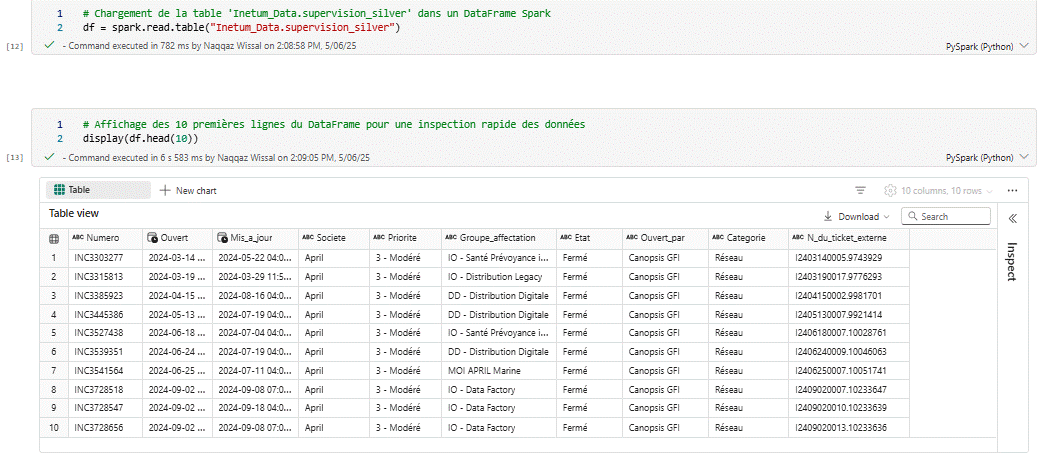 1 # Chargement de la table 'Inetum_Data.supervision_silver' dans un DataFrame Spark
2 df = spark.read.table("Inetum_Data.supervision_silver")
[12] - Command executed in 782 ms by Naqqaz Wissal on 2:08:58 PM, 5/06/25 PySpark (Python)
1 # Affichage des 10 premières lignes du DataFrame pour une inspection rapide des données
2 display(df.head(10))
[13] - Command executed in 6 s 583 ms by Naqqaz Wissal on 2:09:05 PM, 5/06/25 PySpark (Python)
Table + New chart 10 columns, 10 rows ...
Table view Download Search
Inspect
ABC Numero Ouvert Mis_a_jour ABC Societe ABC Priorite ABC Groupe_affectation ABC Etat ABC Ouvert_par ABC Categorie ABC N_du_ticket_externe
1 INC3303277 2024-03-14 ... 2024-05-22 04:0... April 3 - Modéré IO - Santé Prévoyance i... Fermé Canopsis GFI Réseau I2403140005.9743929
2 INC3315813 2024-03-19 ... 2024-03-29 11:5... April 3 - Modéré IO - Distribution Legacy Fermé Canopsis GFI Réseau I2403190017.9776293
3 INC3385923 2024-04-15 ... 2024-08-16 04:0... April 3 - Modéré DD - Distribution Digitale Fermé Canopsis GFI Réseau I2404150002.9981701
4 INC3445386 2024-05-13 ... 2024-07-19 04:0... April 3 - Modéré DD - Distribution Digitale Fermé Canopsis GFI Réseau I2405130007.9921414
5 INC3527438 2024-06-18 ... 2024-07-04 04:0... April 3 - Modéré IO - Santé Prévoyance i... Fermé Canopsis GFI Réseau I2406180007.10028761
6 INC3539351 2024-06-24 ... 2024-07-19 04:0... April 3 - Modéré DD - Distribution Digitale Fermé Canopsis GFI Réseau I2406240009.10046063
7 INC3541564 2024-06-25 ... 2024-07-11 04:0... April 3 - Modéré MOI APRIL Marine Fermé Canopsis GFI Réseau I2406250007.10051741
8 INC3728518 2024-09-02 ... 2024-09-08 07:0... April 3 - Modéré IO - Data Factory Fermé Canopsis GFI Réseau I2409020007.10233647
9 INC3728547 2024-09-02 ... 2024-09-18 04:0... April 3 - Modéré IO - Data Factory Fermé Canopsis GFI Réseau I2409020010.10233639
10 INC3728656 2024-09-02 ... 2024-09-08 07:0... April 3 - Modéré IO - Data Factory Fermé Canopsis GFI Réseau I2409020013.10233636